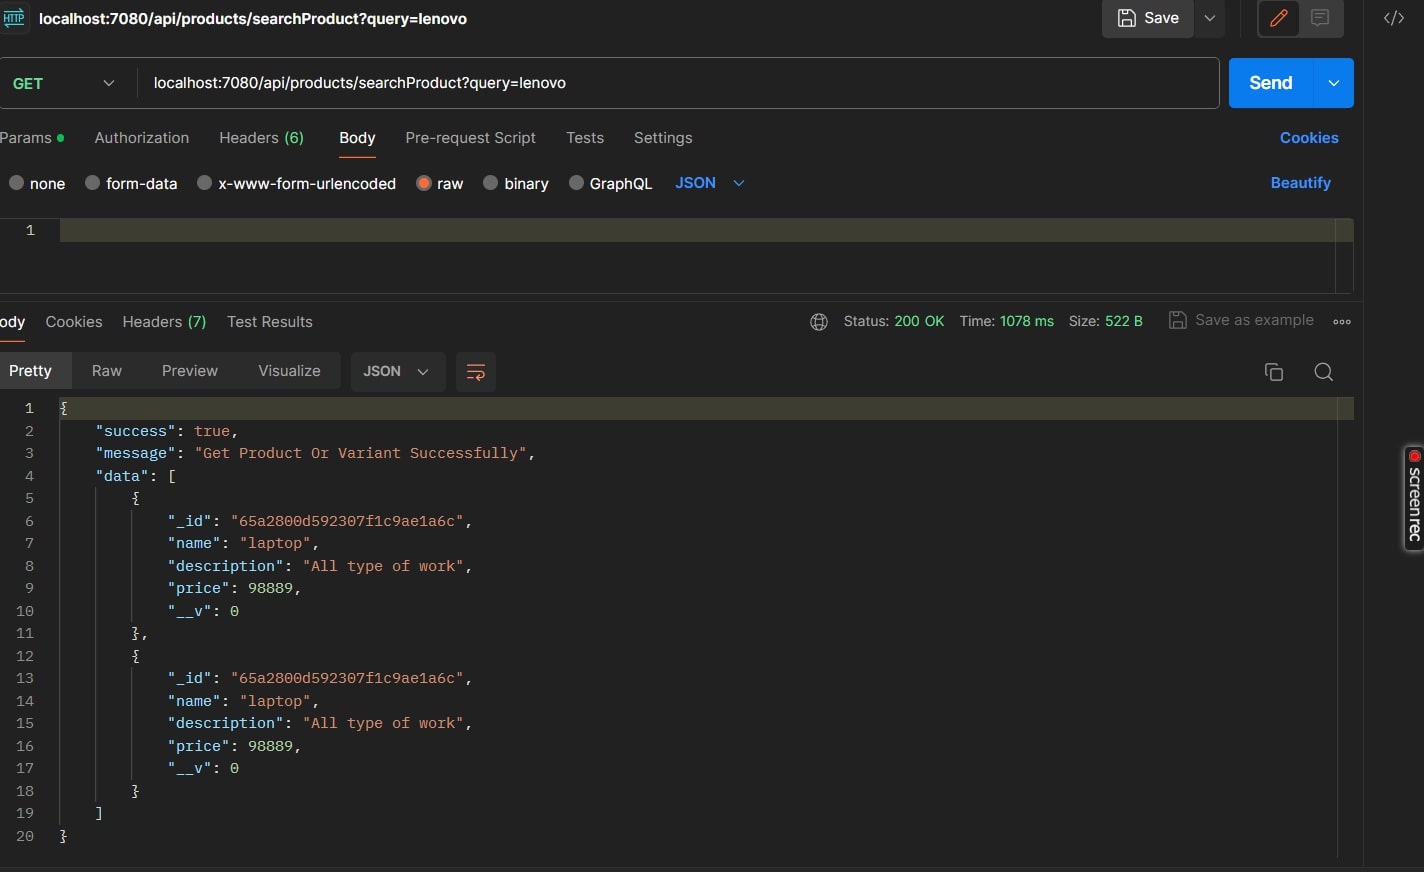 HTTP localhost:7080/api/products/searchProduct?query=lenovo Save </>
GET localhost:7080/api/products/searchProduct?query=lenovo Send
Params Authorization Headers (6) Body Pre-request Script Tests Settings Cookies
none form-data x-www-form-urlencoded raw binary GraphQL JSON Beautify
1
ody Cookies Headers (7) Test Results Status: 200 OK Time: 1078 ms Size: 522 B Save as example
Pretty Raw Preview Visualize JSON
1 {
2 "success": true,
3 "message": "Get Product Or Variant Successfully",
4 "data": [
5 {
6 "_id": "65a2800d592307f1c9ae1a6c",
7 "name": "laptop",
8 "description": "All type of work",
9 "price": 98889,
10 "__v": 0
11 },
12 {
13 "_id": "65a2800d592307f1c9ae1a6c",
14 "name": "laptop",
15 "description": "All type of work",
16 "price": 98889,
17 "__v": 0
18 }
19 ]
20 }
screenrec